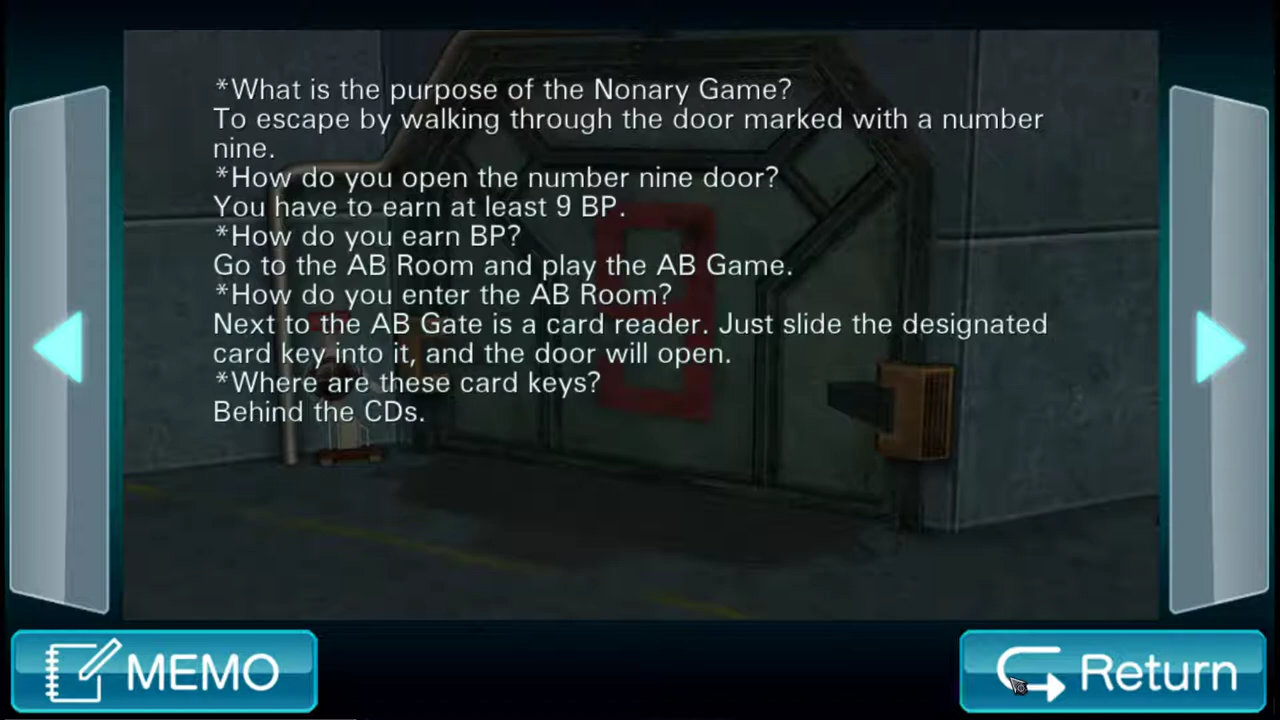 *What is the purpose of the Nonary Game?
To escape by walking through the door marked with a number
nine.
*How do you open the number nine door?
You have to earn at least 9 BP.
*How do you earn BP?
Go to the AB Room and play the AB Game.
*How do you enter the AB Room?
Next to the AB Gate is a card reader. Just slide the designated
card key into it, and the door will open.
*Where are these card keys?
Behind the CDs.
9
MEMO
Return